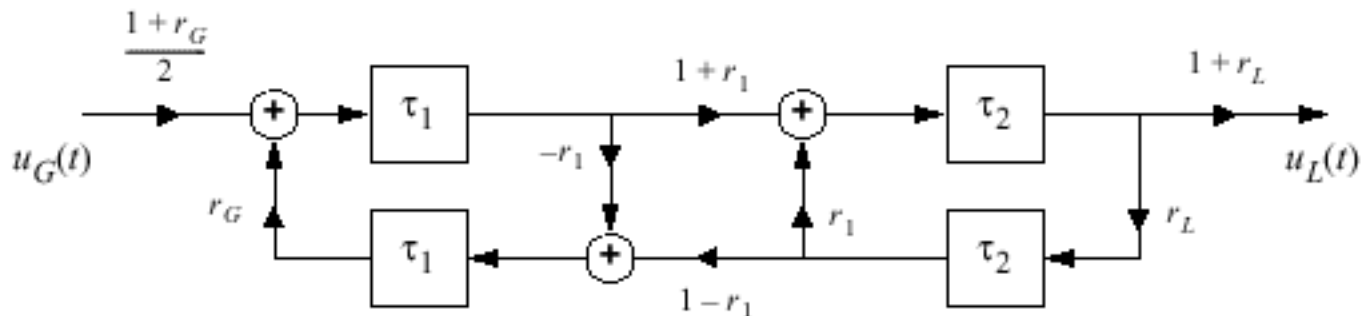 1 + r_G
2
1 + r_1
1 + r_L
+
τ_1
+
τ_2
u_G(t)
–r_1
u_L(t)
r_G
τ_1
+
r_1
τ_2
r_L
1 – r_1